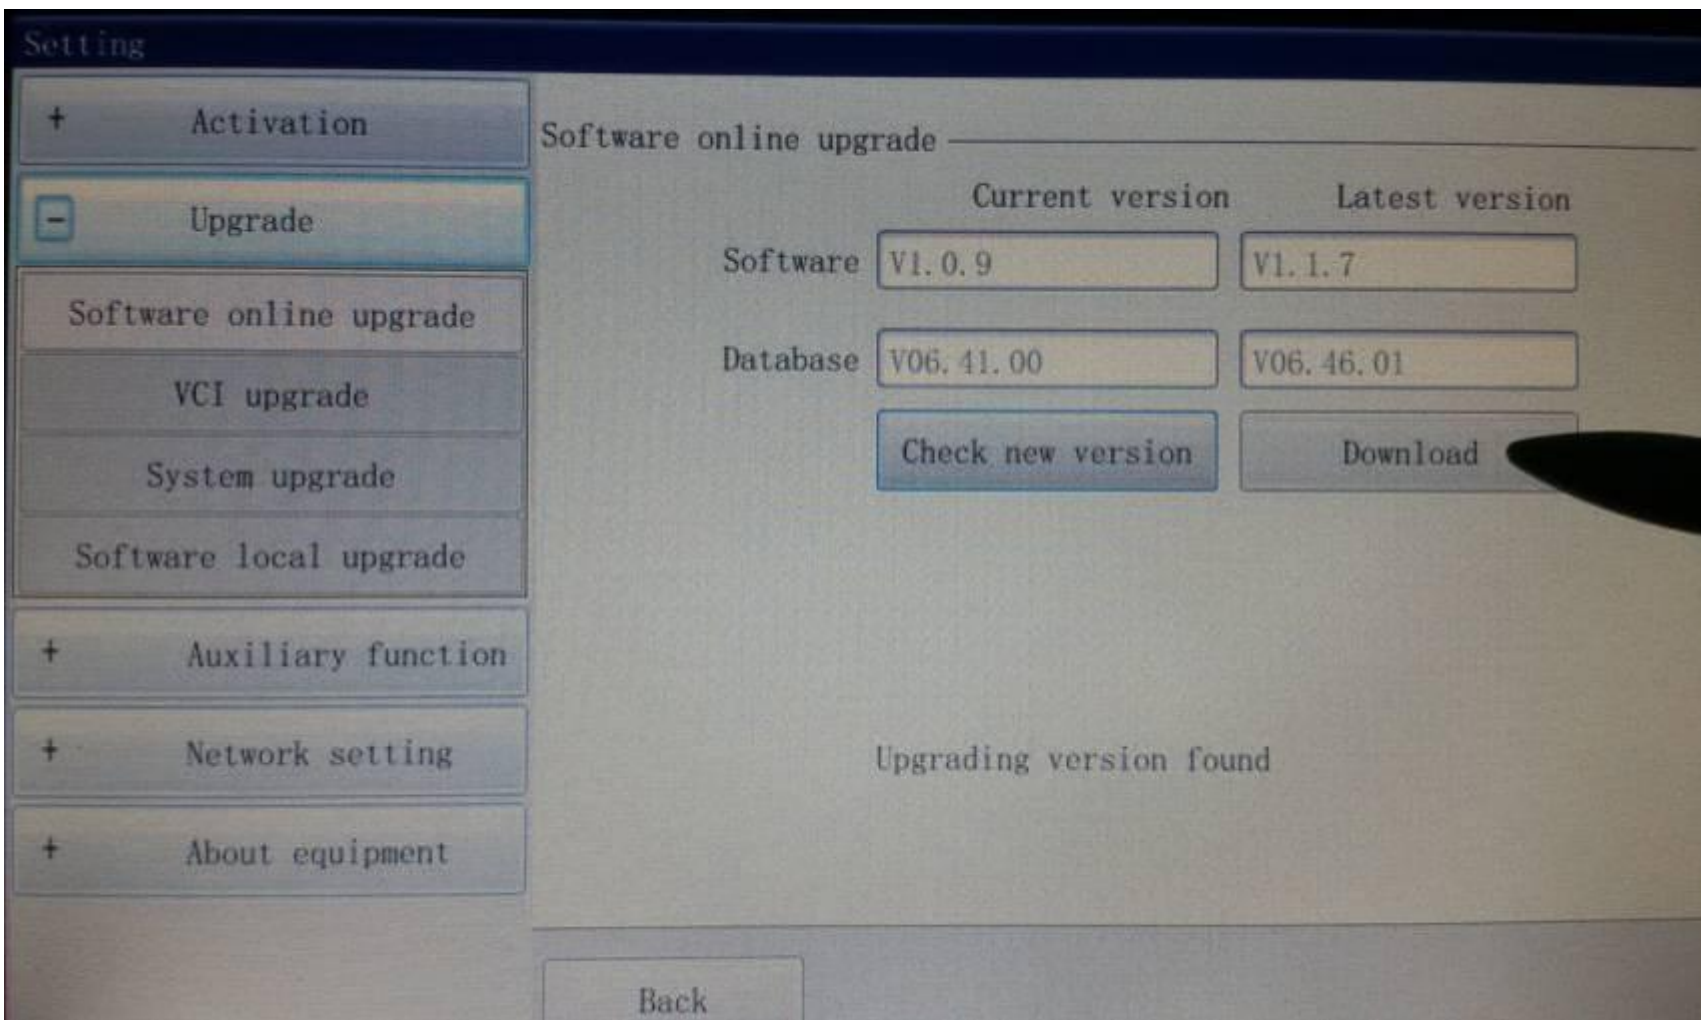 Setting
+ Activation
- Upgrade
Software online upgrade
VCI upgrade
System upgrade
Software local upgrade
+ Auxiliary function
+ Network setting
+ About equipment
Software online upgrade
Current version Latest version
Software V1.0.9 V1.1.7
Database V06.41.00 V06.46.01
Check new version Download
Upgrading version found
Back